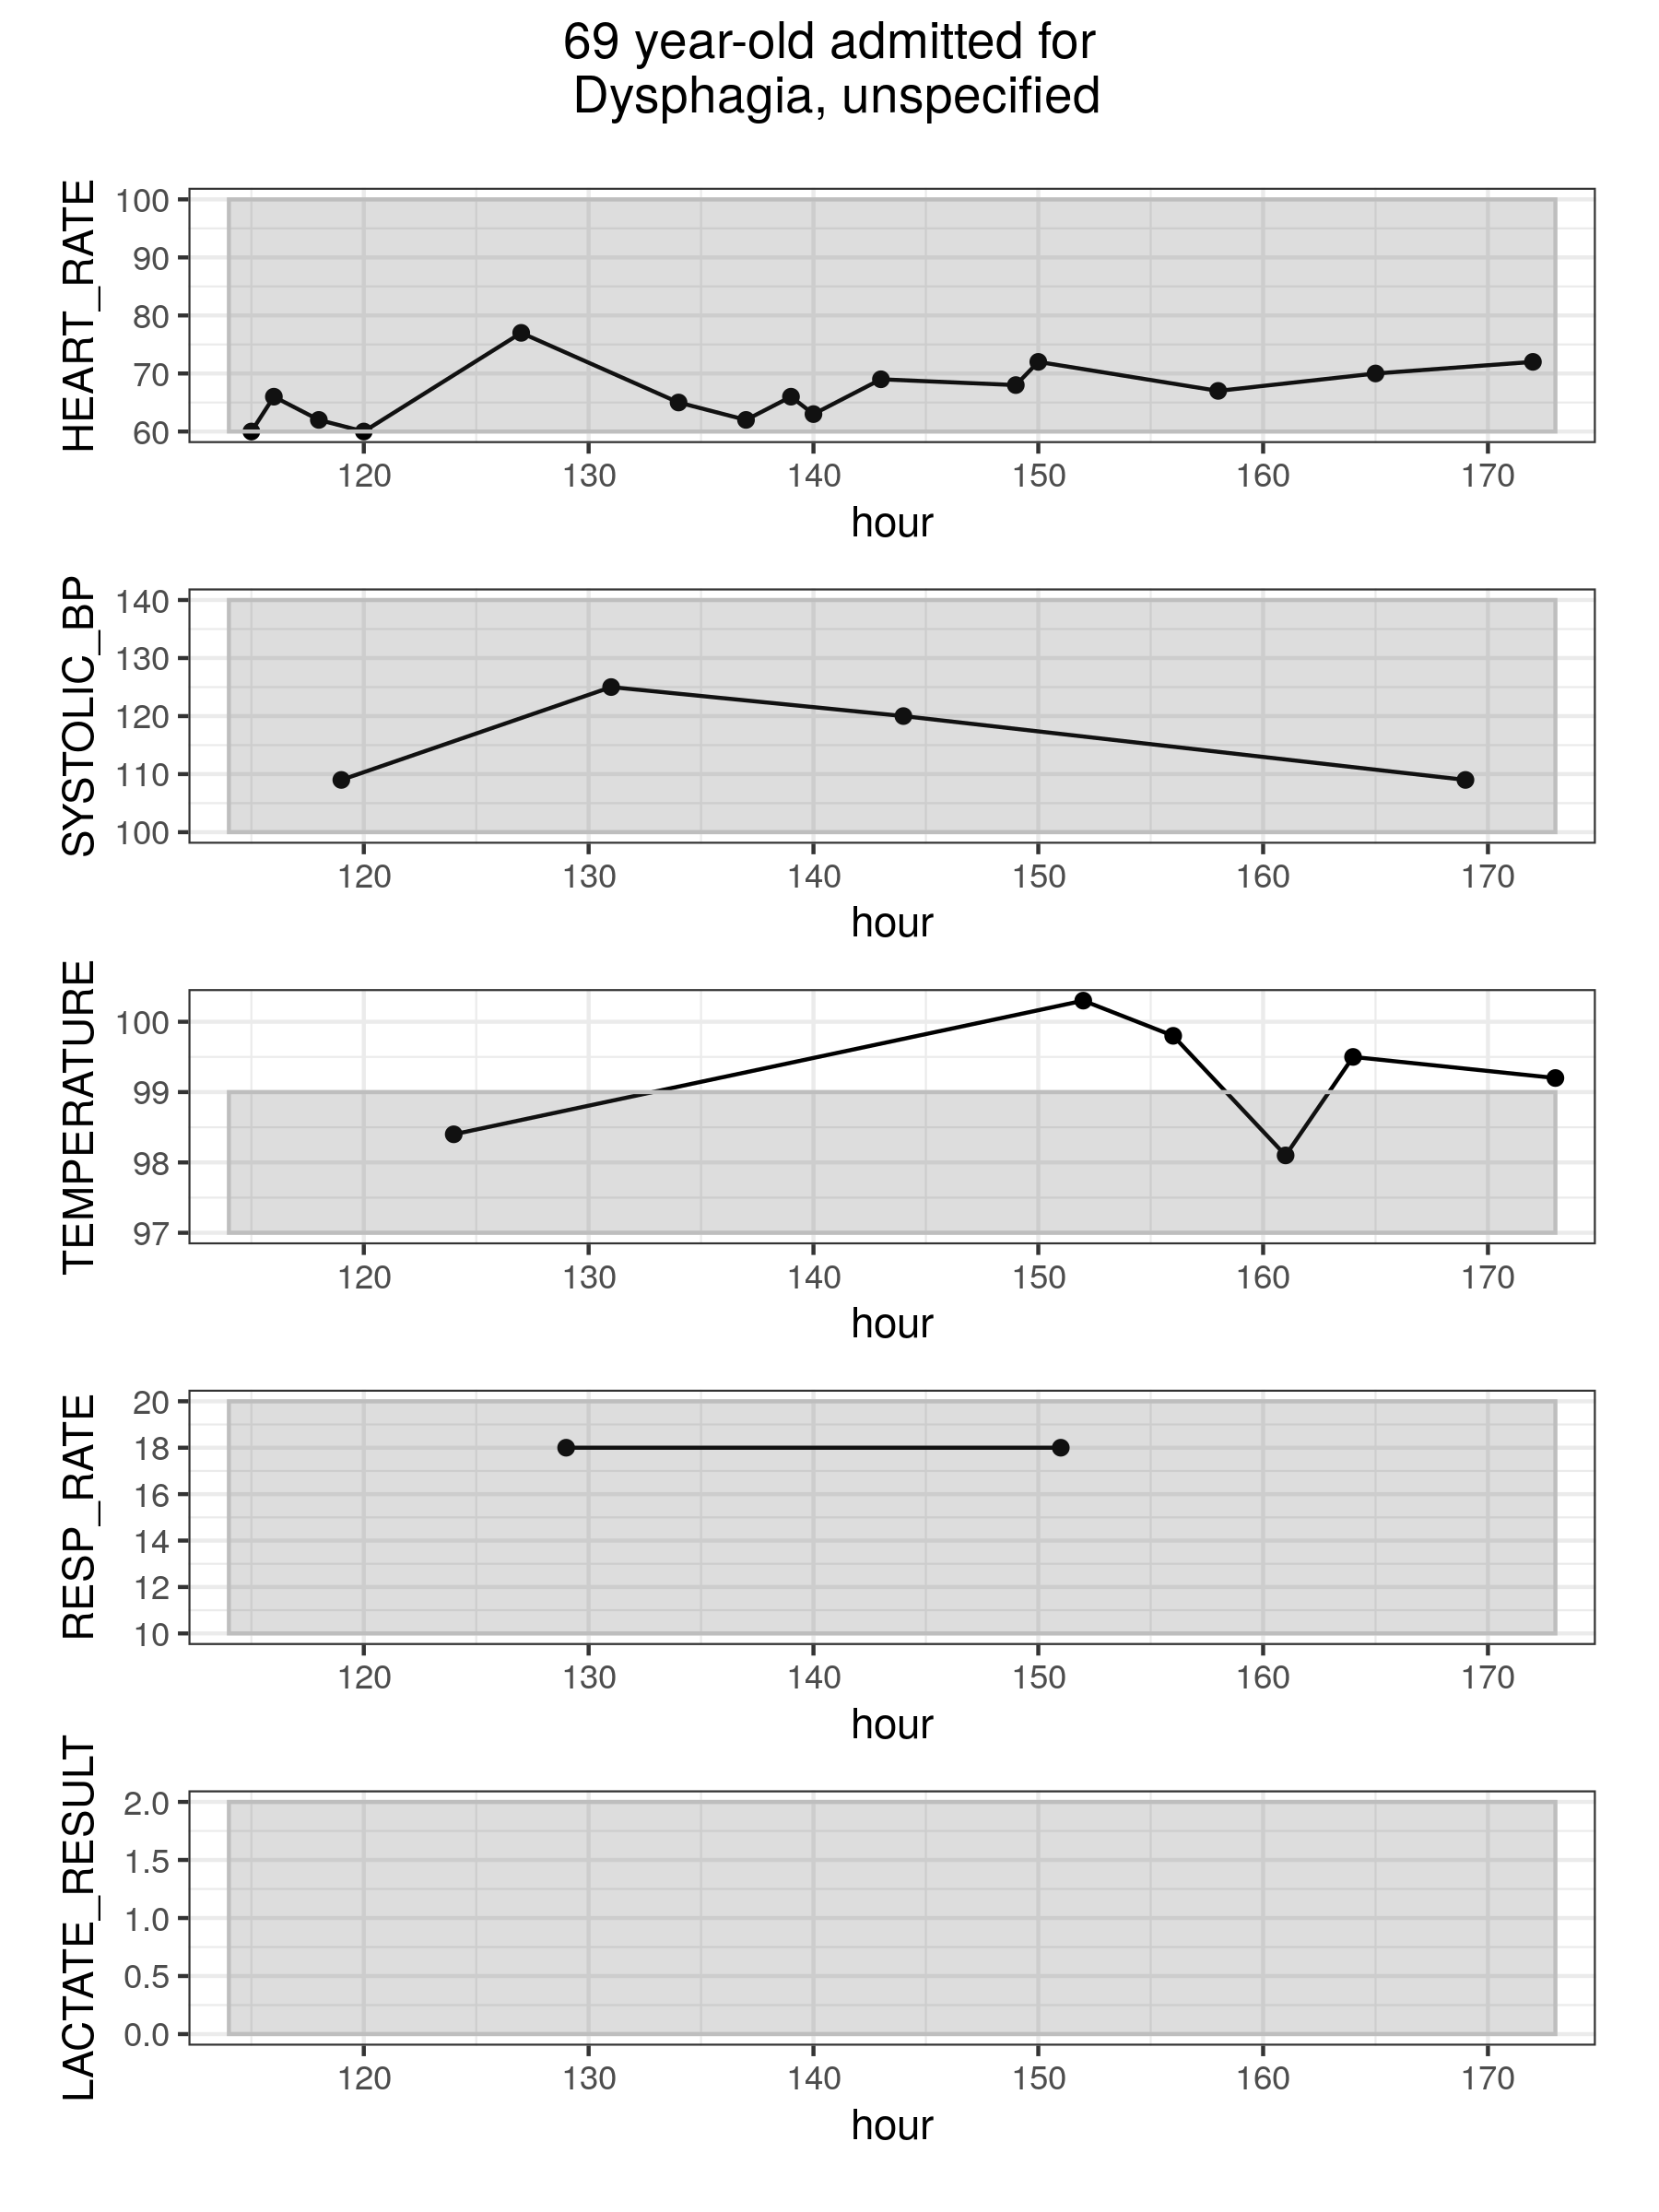 69 year-old admitted for
Dysphagia, unspecified
HEART_RATE
100
90
80
70
60
120 130 140 150 160 170
hour
SYSTOLIC_BP
140
130
120
110
100
120 130 140 150 160 170
hour
TEMPERATURE
100
99
98
97
120 130 140 150 160 170
hour
RESP_RATE
20
18
16
14
12
10
120 130 140 150 160 170
hour
LACTATE_RESULT
2.0
1.5
1.0
0.5
0.0
120 130 140 150 160 170
hour